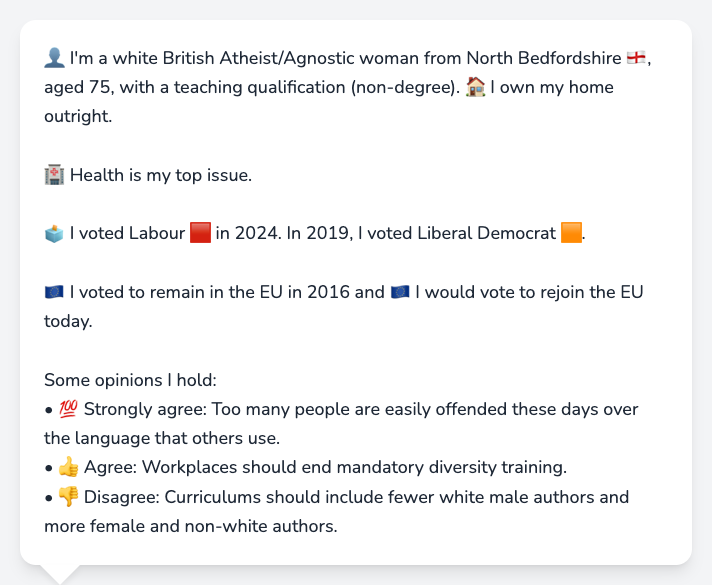 👤 I'm a white British Atheist/Agnostic woman from North Bedfordshire 🏴󠁧󠁢󠁥󠁮󠁧󠁿,
aged 75, with a teaching qualification (non-degree). 🏠 I own my home
outright.
🏥 Health is my top issue.
🗳️ I voted Labour 🟥 in 2024. In 2019, I voted Liberal Democrat 🟧.
🇪🇺 I voted to remain in the EU in 2016 and 🇪🇺 I would vote to rejoin the EU
today.
Some opinions I hold:
• 💯 Strongly agree: Too many people are easily offended these days over
the language that others use.
• 👍 Agree: Workplaces should end mandatory diversity training.
• 👎 Disagree: Curriculums should include fewer white male authors and
more female and non-white authors.